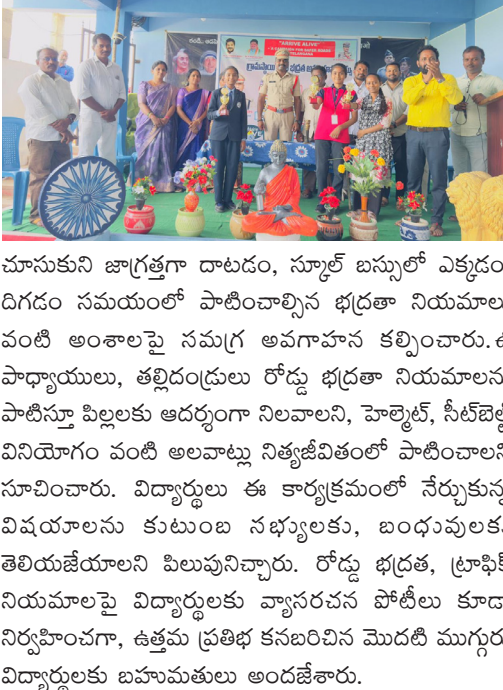 "ARRIVE ALIVE"
చూసుకుని జాగ్రత్తగా దాటడం, స్కూల్ బస్సులో ఎక్కడం
దిగడం సమయంలో పాటించాల్సిన భద్రతా నియమాల
వంటి అంశాలపై సమగ్ర అవగాహన కల్పించారు.ఉ
పాధ్యాయులు, తల్లిదండ్రులు రోడ్డు భద్రతా నియమాలన
పాటిస్తూ పిల్లలకు ఆదర్శంగా నిలవాలని, హెల్మెట్, సీట్‌బెల్ట్
వినియోగం వంటి అలవాట్లు నిత్యజీవితంలో పాటించాలని
సూచించారు. విద్యార్థులు ఈ కార్యక్రమంలో నేర్చుకున్న
విషయాలను కుటుంబ సభ్యులకు, బంధువులక
తెలియజేయాలని పిలుపునిచ్చారు. రోడ్డు భద్రత, ట్రాఫిక్
నియమాలపై విద్యార్థులకు వ్యాసరచన పోటీలు కూడా
నిర్వహించగా, ఉత్తమ ప్రతిభ కనబరిచిన మొదటి ముగ్గురు
విద్యార్థులకు బహుమతులు అందజేశారు.